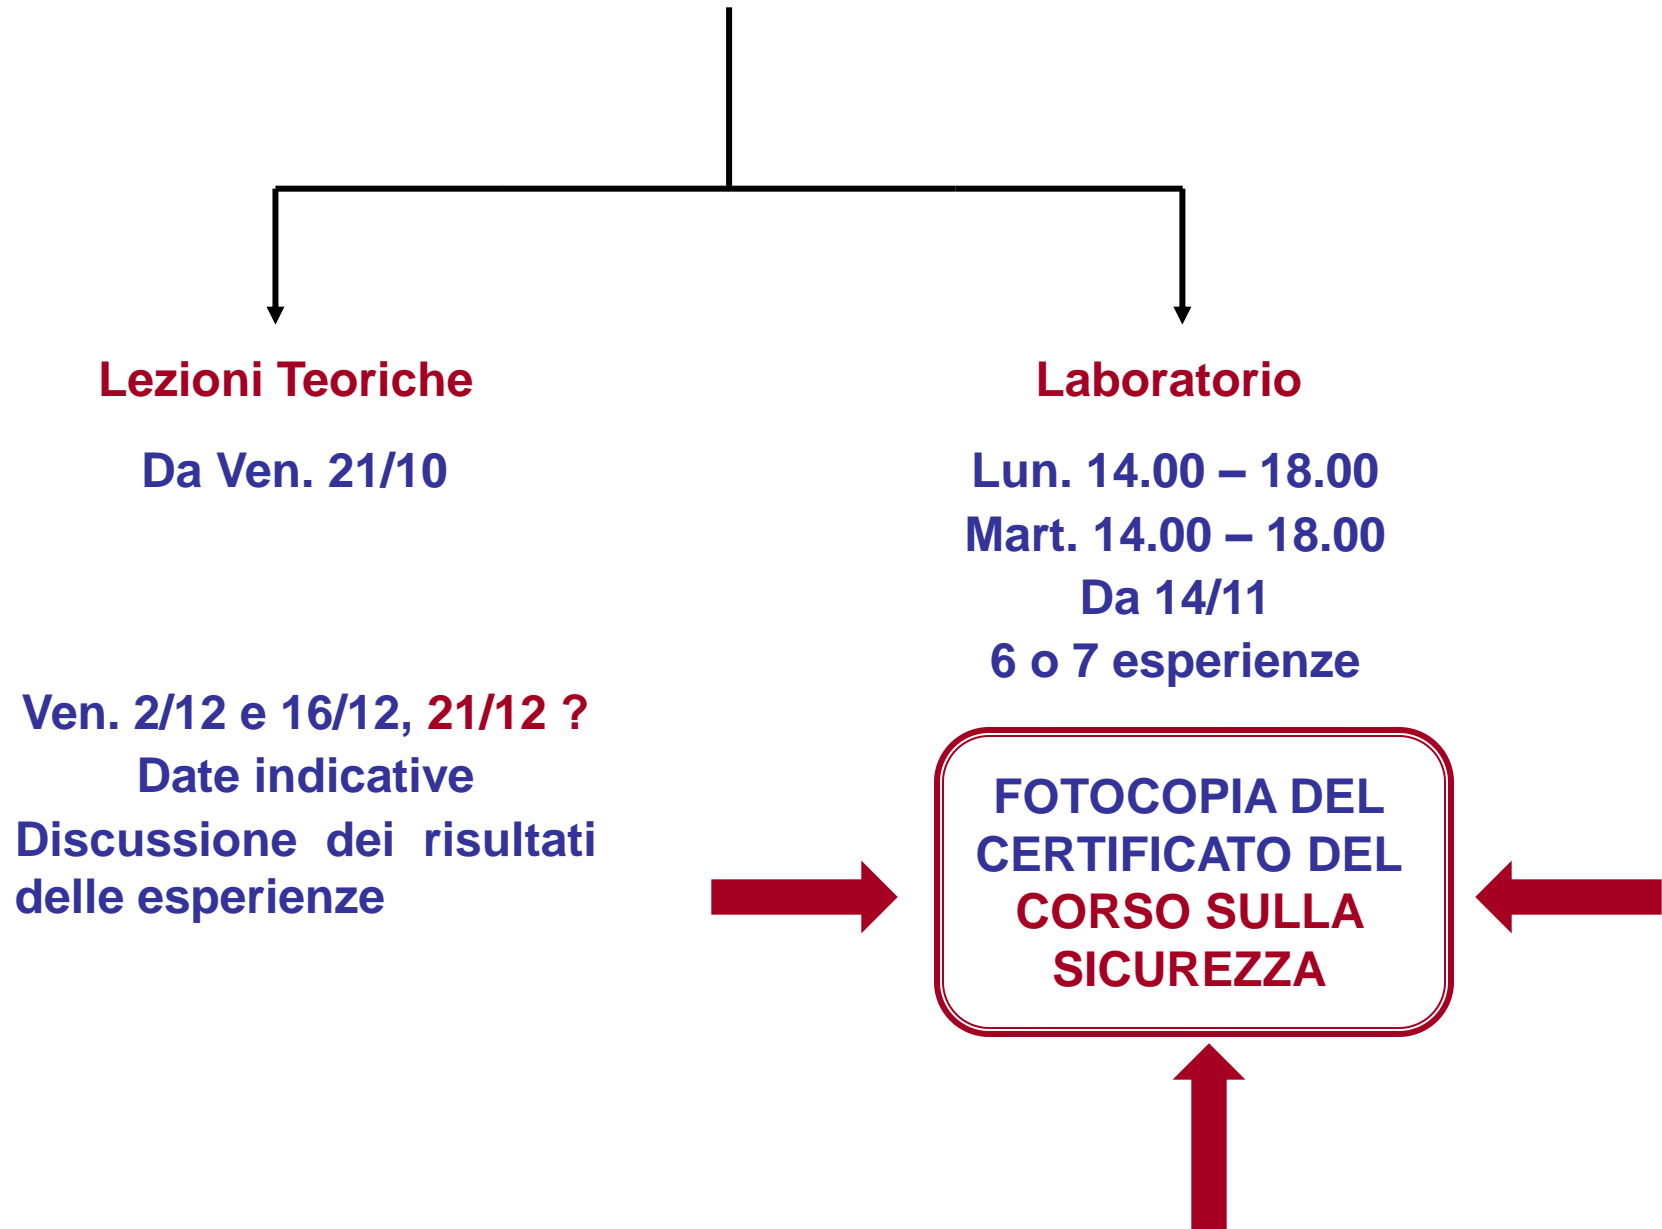 Lezioni Teoriche
Da Ven. 21/10
Ven. 2/12 e 16/12, 21/12 ?
Date indicative
Discussione dei risultati
delle esperienze
Laboratorio
Lun. 14.00 – 18.00
Mart. 14.00 – 18.00
Da 14/11
6 o 7 esperienze
FOTOCOPIA DEL
CERTIFICATO DEL
CORSO SULLA
SICUREZZA